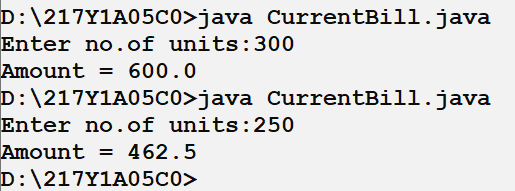 D:\217Y1A05C0>java CurrentBill.java
Enter no.of units:300
Amount = 600.0
D:\217Y1A05C0>java CurrentBill.java
Enter no.of units:250
Amount = 462.5
D:\217Y1A05C0>